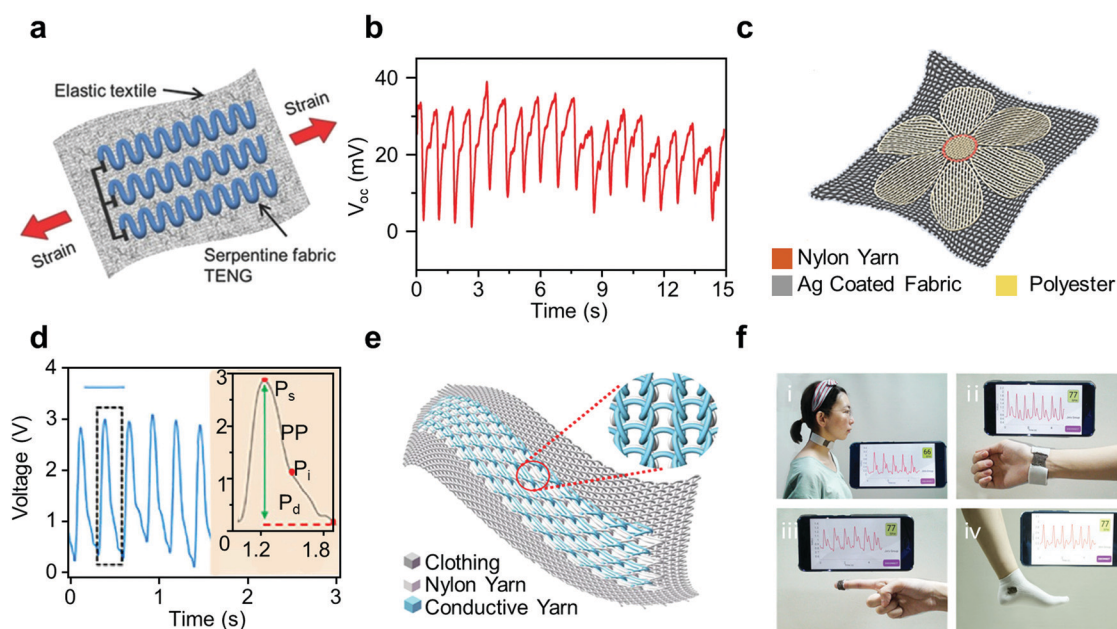 a
Elastic textile
Strain
Strain
Serpentine fabric
TENG
b
V_oc (mV)
40
20
0
0 3 6 9 12 15
Time (s)
c
Nylon Yarn
Ag Coated Fabric
Polyester
d
Voltage (V)
4
3
2
1
0
0 1 2 3
Time (s)
3
2
1
0
1.2 1.8
P_s
PP
P_i
P_d
e
Clothing
Nylon Yarn
Conductive Yarn
f
i
66
ii
77
iii
77
iv
77